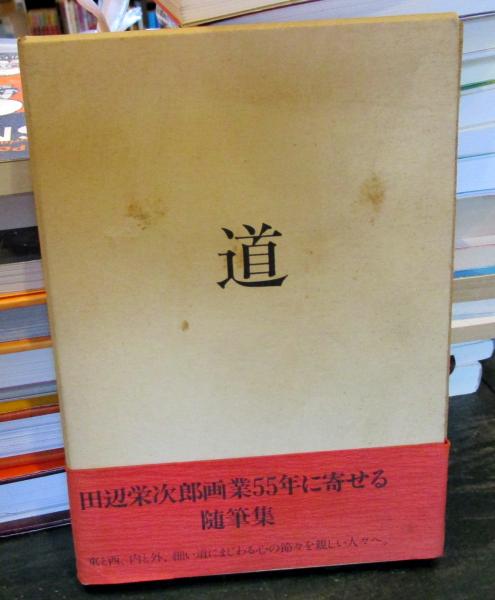 道
田辺栄次郎画業55年に寄せる
随筆集
東と西、内と外、細い道にまじわる心の節々を親しい人々へ。